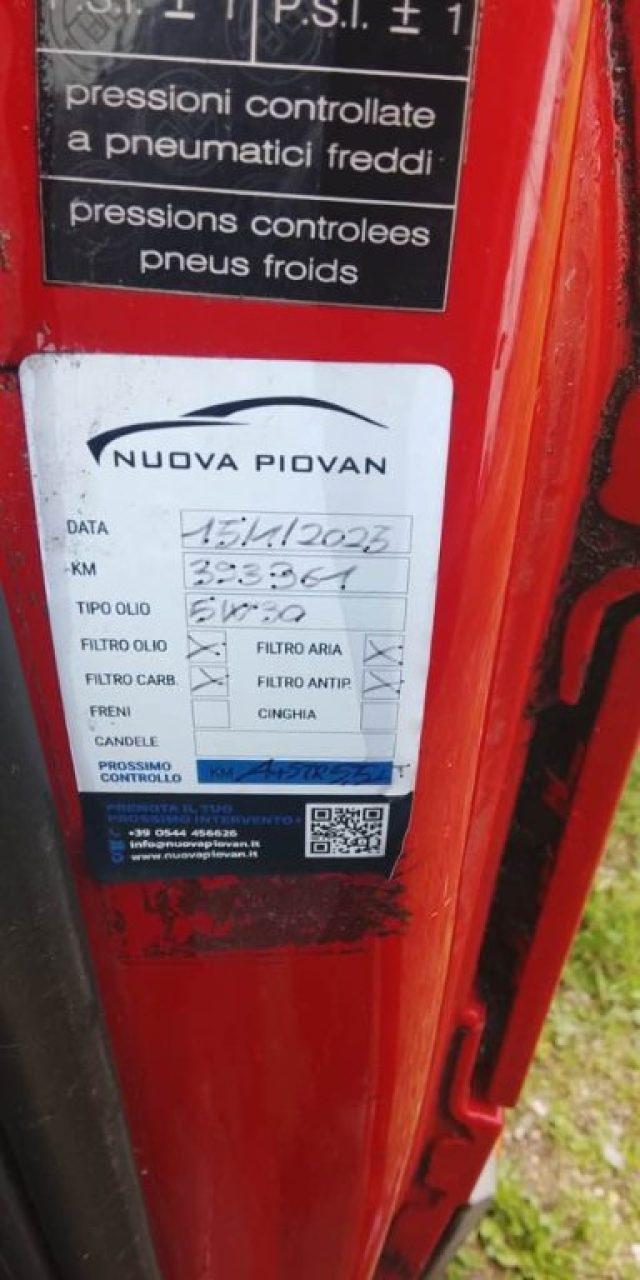 P.S.I. ± 1 P.S.I. ± 1
pressioni controllate
a pneumatici freddi
pressions controlees
pneus froids
NUOVA PIOVAN
DATA 15/1/2023
KM 393361
TIPO OLIO 5W30
FILTRO OLIO X FILTRO ARIA X
FILTRO CARB. X FILTRO ANTIP. X
FRENI CINGHIA
CANDELE
PROSSIMO
CONTROLLO KM
PRENOTA IL TUO
PROSSIMO INTERVENTO
+39 0544 456626
info@nuovapiovan.it
www.nuovapiovan.it